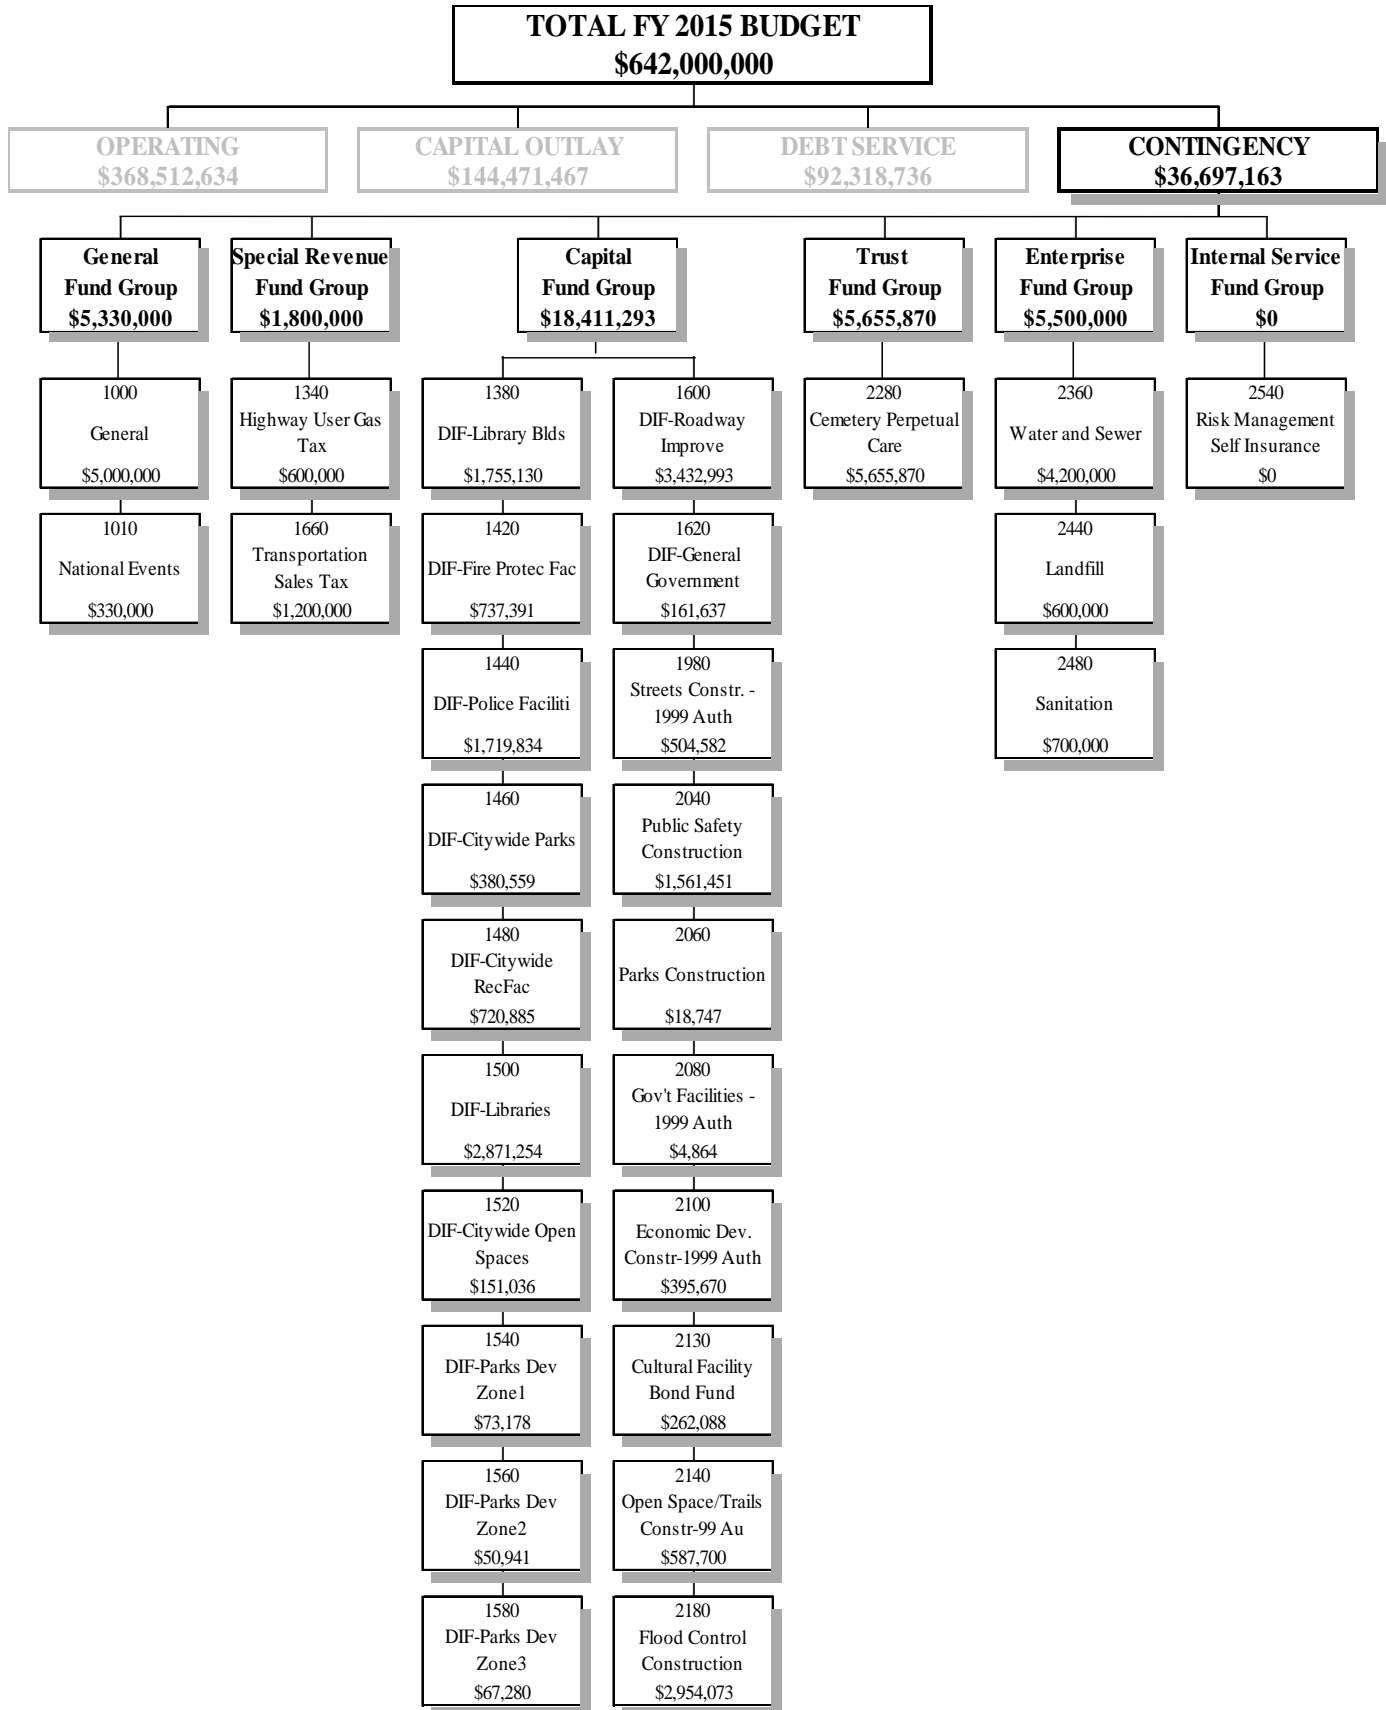 TOTAL FY 2015 BUDGET
$642,000,000
OPERATING
$368,512,634
CAPITAL OUTLAY
$144,471,467
DEBT SERVICE
$92,318,736
CONTINGENCY
$36,697,163
General
Fund Group
$5,330,000
Special Revenue
Fund Group
$1,800,000
Capital
Fund Group
$18,411,293
Trust
Fund Group
$5,655,870
Enterprise
Fund Group
$5,500,000
Internal Service
Fund Group
$0
1000
General
$5,000,000
1340
Highway User Gas
Tax
$600,000
1380
DIF-Library Blds
$1,755,130
1600
DIF-Roadway
Improve
$3,432,993
2280
Cemetery Perpetual
Care
$5,655,870
2360
Water and Sewer
$4,200,000
2540
Risk Management
Self Insurance
$0
1010
National Events
$330,000
1660
Transportation
Sales Tax
$1,200,000
1420
DIF-Fire Protec Fac
$737,391
1620
DIF-General
Government
$161,637
2440
Landfill
$600,000
1440
DIF-Police Faciliti
$1,719,834
1980
Streets Constr. -
1999 Auth
$504,582
2480
Sanitation
$700,000
1460
DIF-Citywide Parks
$380,559
2040
Public Safety
Construction
$1,561,451
1480
DIF-Citywide
RecFac
$720,885
2060
Parks Construction
$18,747
1500
DIF-Libraries
$2,871,254
2080
Gov't Facilities -
1999 Auth
$4,864
1520
DIF-Citywide Open
Spaces
$151,036
2100
Economic Dev.
Constr-1999 Auth
$395,670
1540
DIF-Parks Dev
Zone1
$73,178
2130
Cultural Facility
Bond Fund
$262,088
1560
DIF-Parks Dev
Zone2
$50,941
2140
Open Space/Trails
Constr-99 Au
$587,700
1580
DIF-Parks Dev
Zone3
$67,280
2180
Flood Control
Construction
$2,954,073